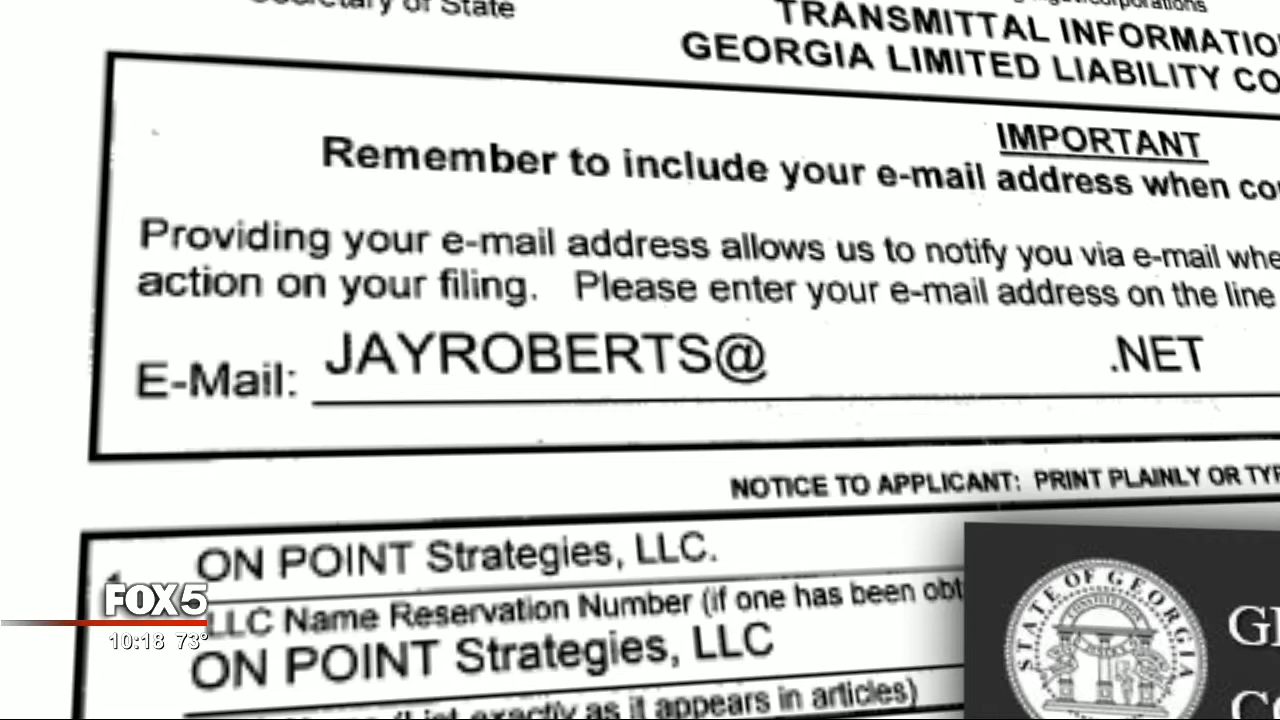 Secretary of State
TRANSMITTAL INFORMATIO
GEORGIA LIMITED LIABILITY CO
IMPORTANT
Remember to include your e-mail address when co
Providing your e-mail address allows us to notify you via e-mail whe
action on your filing. Please enter your e-mail address on the line
E-Mail: JAYROBERTS@ .NET
NOTICE TO APPLICANT: PRINT PLAINLY OR TYP
ON POINT Strategies, LLC.
LLC Name Reservation Number (if one has been obt
ON POINT Strategies, LLC
exactly as it appears in articles)
FOX 5
10:18 73°
STATE OF GEORGIA
CONSTITUTION